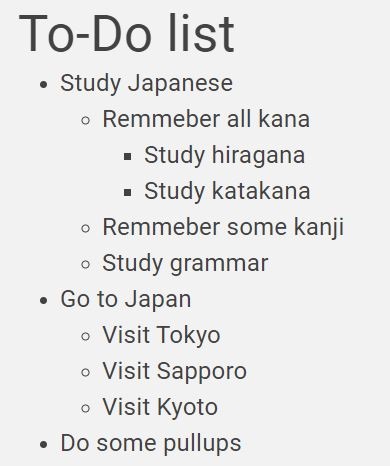 To-Do list
Study Japanese
Remmeber all kana
Study hiragana
Study katakana
Remmeber some kanji
Study grammar
Go to Japan
Visit Tokyo
Visit Sapporo
Visit Kyoto
Do some pullups